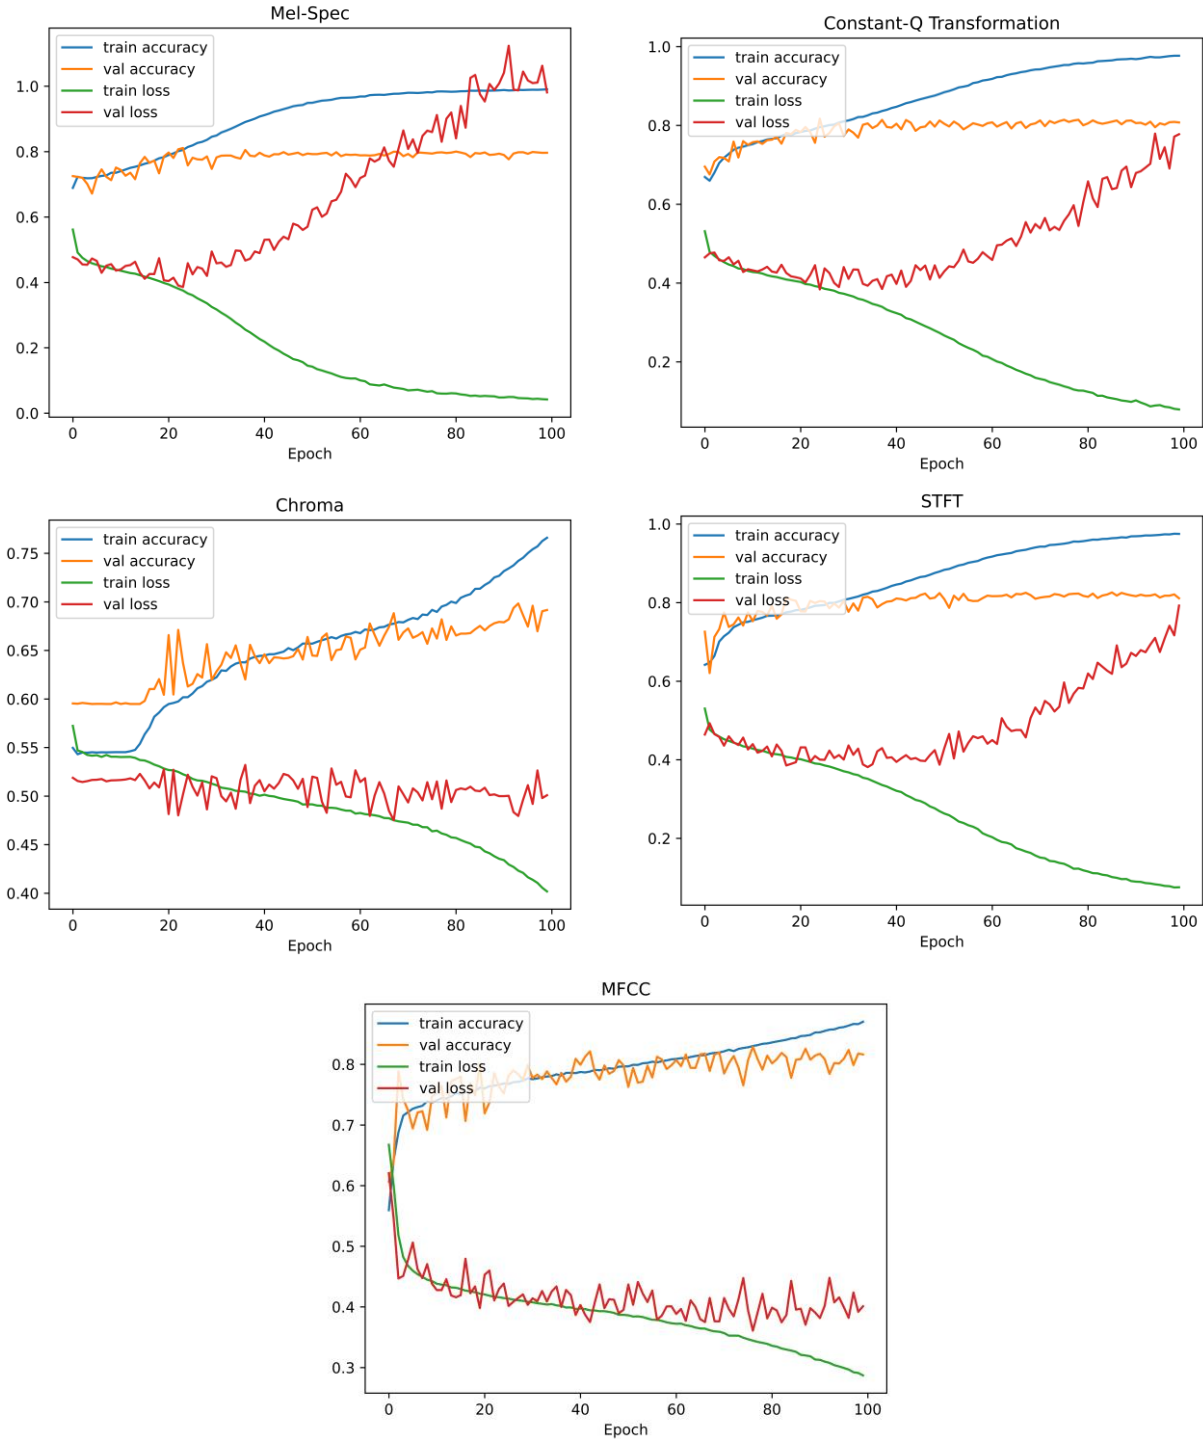 Mel-Spec
train accuracy
val accuracy
train loss
val loss
1.0
0.8
0.6
0.4
0.2
0.0
0 20 40 60 80 100
Epoch
Constant-Q Transformation
train accuracy
val accuracy
train loss
val loss
1.0
0.8
0.6
0.4
0.2
0 20 40 60 80 100
Epoch
Chroma
train accuracy
val accuracy
train loss
val loss
0.75
0.70
0.65
0.60
0.55
0.50
0.45
0.40
0 20 40 60 80 100
Epoch
STFT
train accuracy
val accuracy
train loss
val loss
1.0
0.8
0.6
0.4
0.2
0 20 40 60 80 100
Epoch
MFCC
train accuracy
val accuracy
train loss
val loss
0.8
0.7
0.6
0.5
0.4
0.3
0 20 40 60 80 100
Epoch